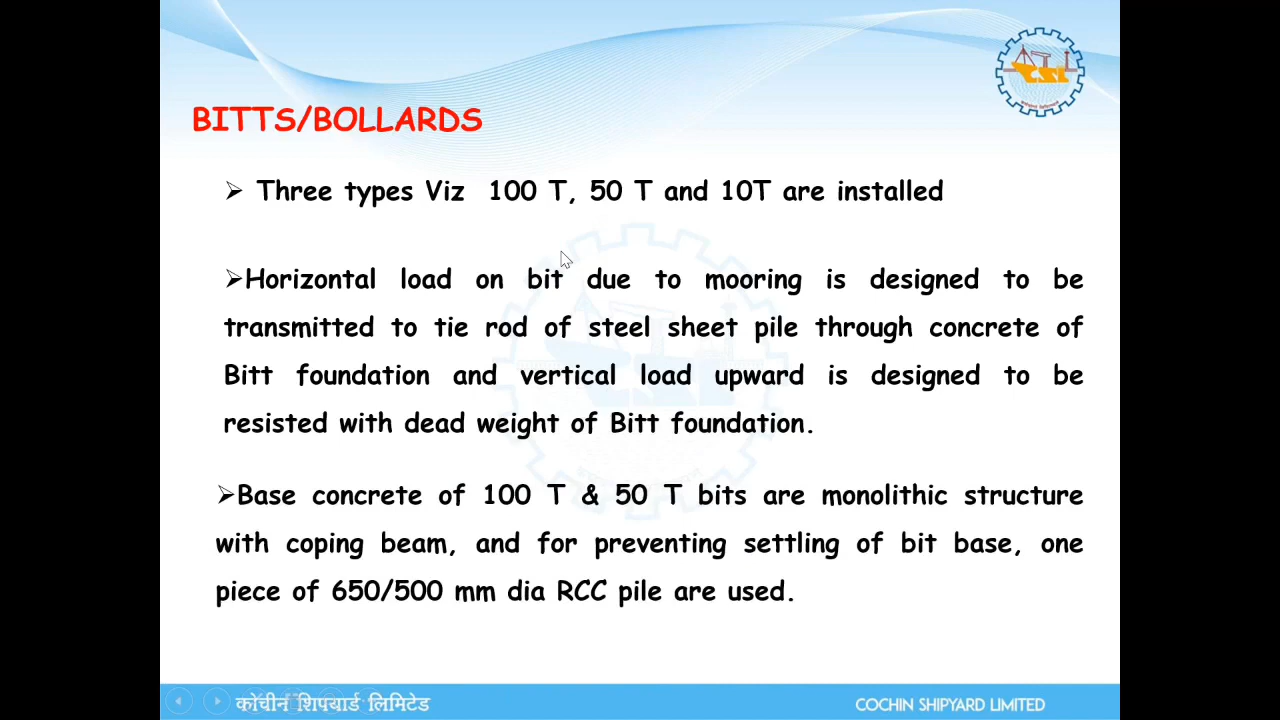 BITTS/BOLLARDS
➢ Three types Viz 100 T, 50 T and 10T are installed
➢Horizontal load on bit due to mooring is designed to be
transmitted to tie rod of steel sheet pile through concrete of
Bitt foundation and vertical load upward is designed to be
resisted with dead weight of Bitt foundation.
➢Base concrete of 100 T & 50 T bits are monolithic structure
with coping beam, and for preventing settling of bit base, one
piece of 650/500 mm dia RCC pile are used.
कोचीन शिपयार्ड लिमिटेड
COCHIN SHIPYARD LIMITED
CSL